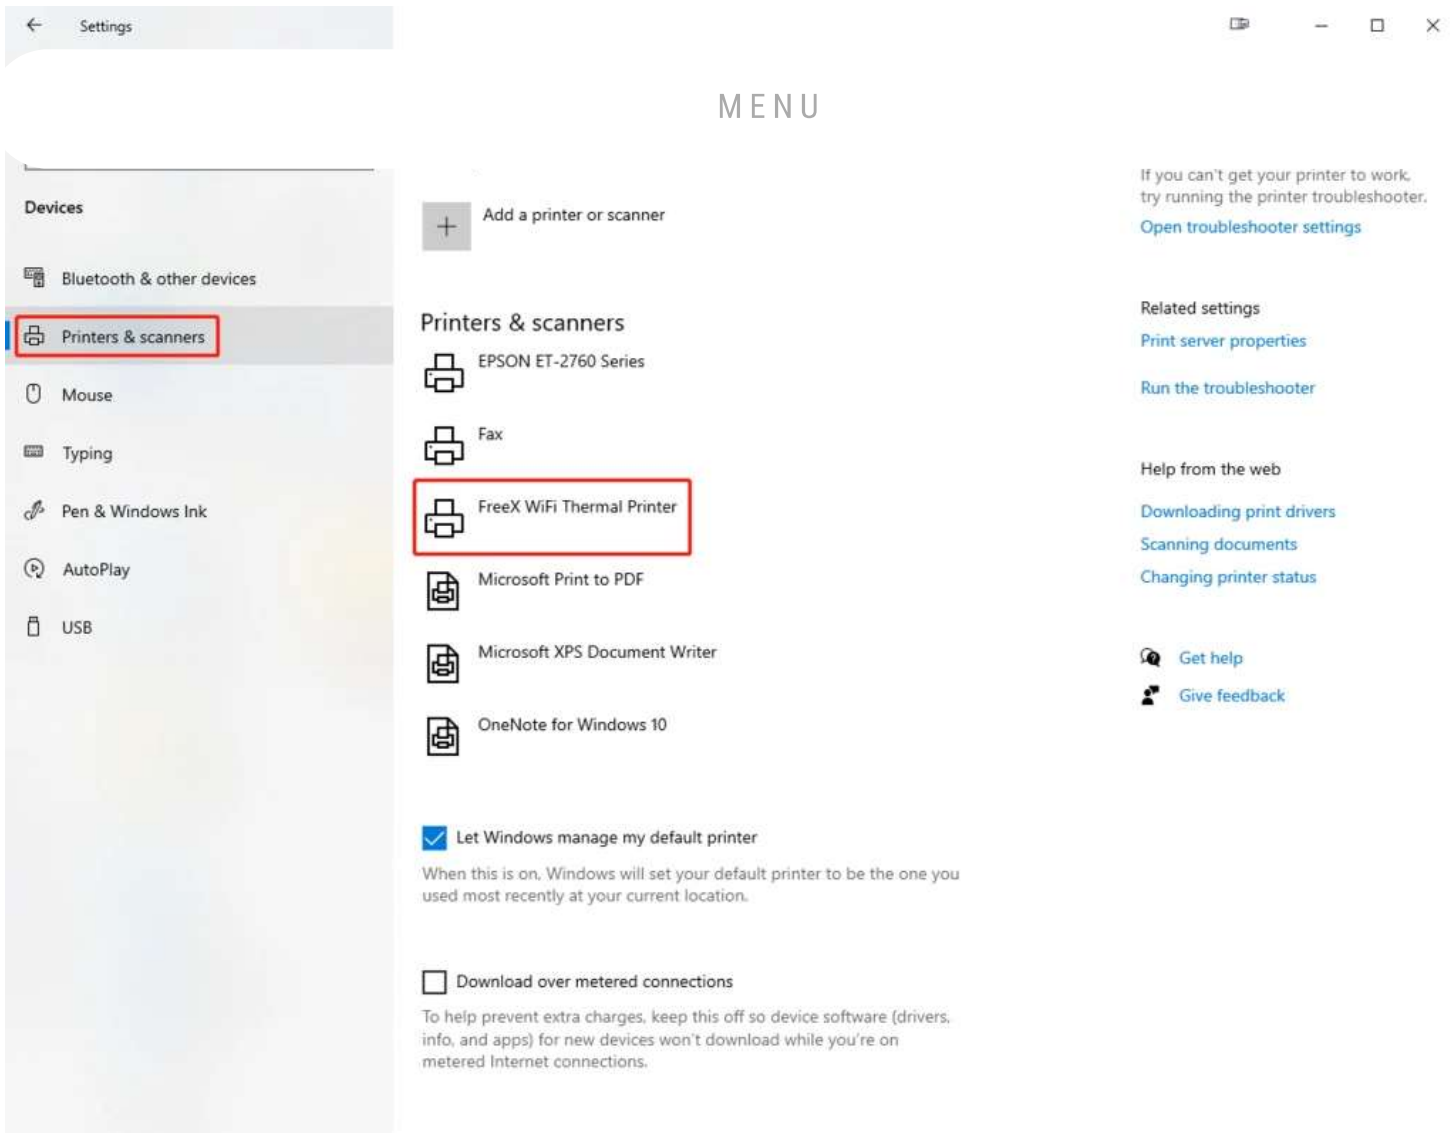 Settings
MENU
Devices
Bluetooth & other devices
Printers & scanners
Mouse
Typing
Pen & Windows Ink
AutoPlay
USB
Add a printer or scanner
Printers & scanners
EPSON ET-2760 Series
Fax
FreeX WiFi Thermal Printer
Microsoft Print to PDF
Microsoft XPS Document Writer
OneNote for Windows 10
Let Windows manage my default printer
When this is on, Windows will set your default printer to be the one you
used most recently at your current location.
Download over metered connections
To help prevent extra charges, keep this off so device software (drivers,
info, and apps) for new devices won't download while you're on
metered Internet connections.
If you can't get your printer to work,
try running the printer troubleshooter.
Open troubleshooter settings
Related settings
Print server properties
Run the troubleshooter
Help from the web
Downloading print drivers
Scanning documents
Changing printer status
Get help
Give feedback